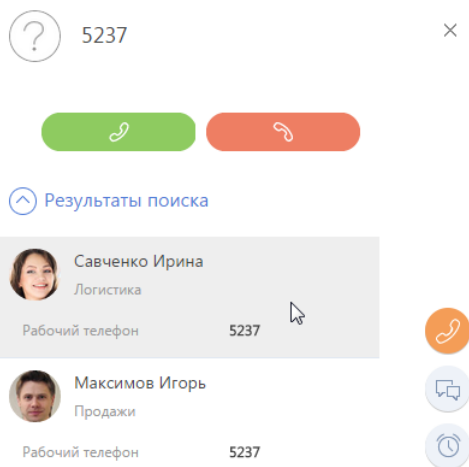 5237
Результаты поиска
Савченко Ирина
Логистика
Рабочий телефон 5237
Максимов Игорь
Продажи
Рабочий телефон 5237